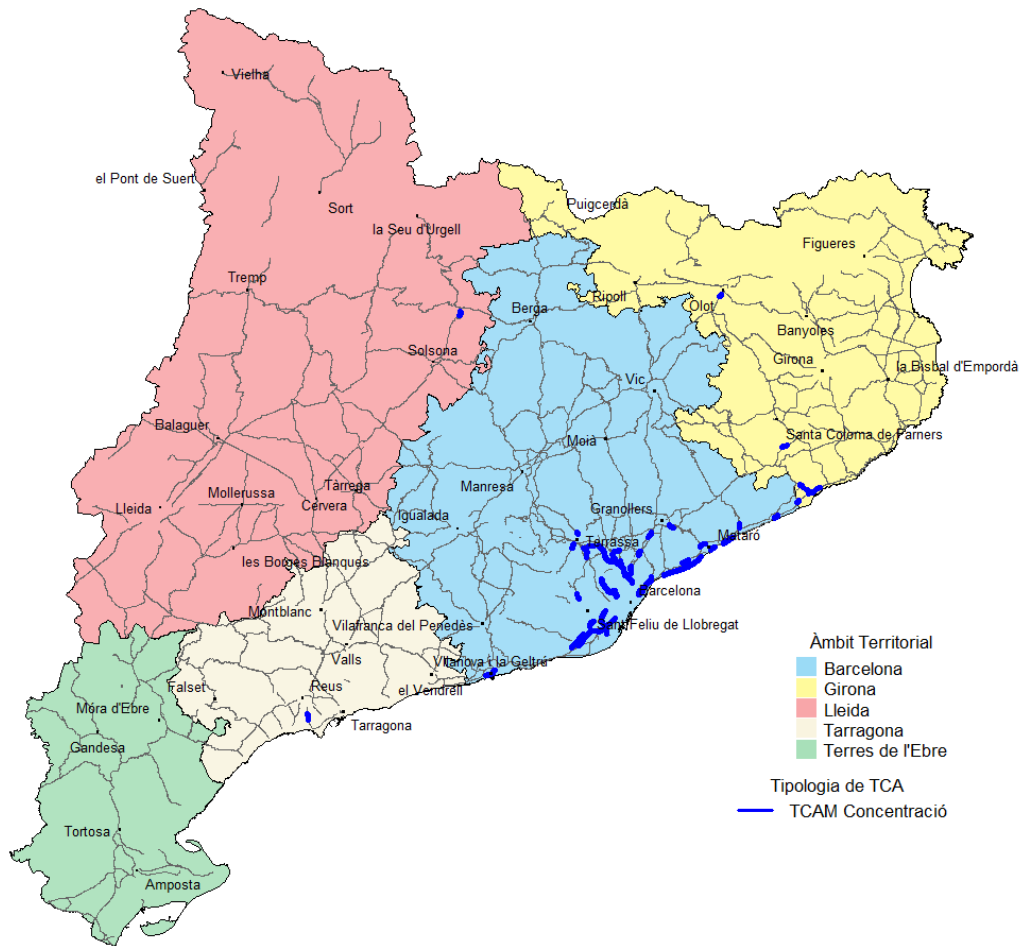 Vielha
el Pont de Suert
Sort
Puigcerdà
la Seu d'Urgell
Figueres
Tremp
Ripoll
Olot
Berga
Banyoles
Solsona
Girona
la Bisbal d'Empordà
Vic
Balaguer
Moià
Santa Coloma de Farners
Manresa
Tàrrega
Mollerussa
Lleida
Cervera
Igualada
Granollers
Mataró
Terrassa
les Borges Blanques
Barcelona
Montblanc
Vilafranca del Penedès
Sant Feliu de Llobregat
Valls
Vilanova i la Geltrú
Falset
Reus
el Vendrell
Móra d'Ebre
Tarragona
Gandesa
Tortosa
Amposta
Àmbit Territorial
Barcelona
Girona
Lleida
Tarragona
Terres de l'Ebre
Tipologia de TCA
TCAM Concentració